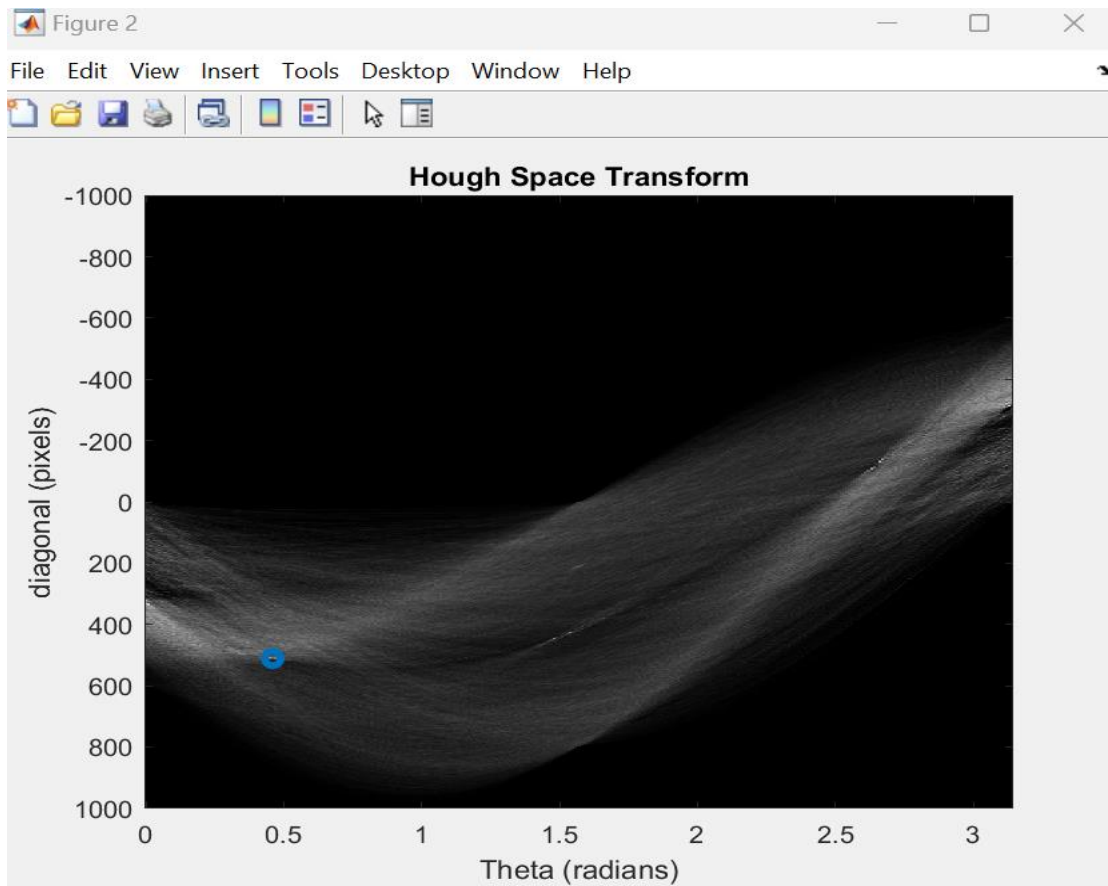 Figure 2
File Edit View Insert Tools Desktop Window Help
Hough Space Transform
-1000
-800
-600
-400
-200
0
200
400
600
800
1000
diagonal (pixels)
0 0.5 1 1.5 2 2.5 3
Theta (radians)